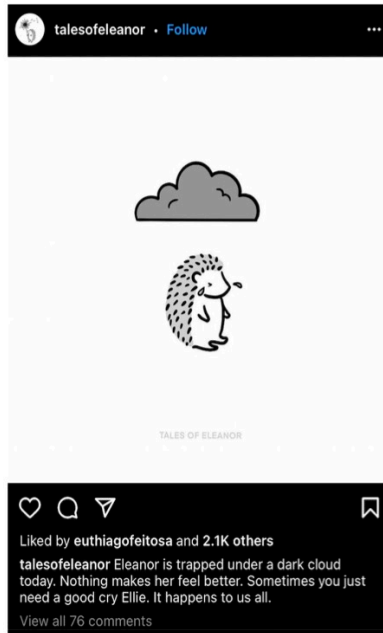 talesofeleanor • Follow
TALES OF ELEANOR
Liked by euthiagofeitosa and 2.1K others
talesofeleanor Eleanor is trapped under a dark cloud
today. Nothing makes her feel better. Sometimes you just
need a good cry Ellie. It happens to us all.
View all 76 comments